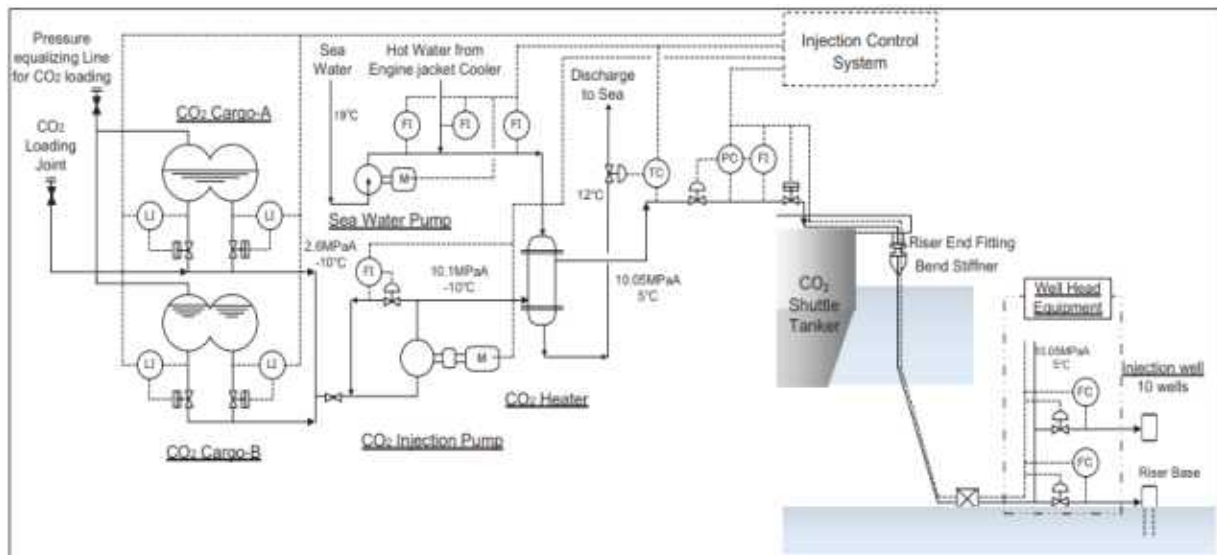 Pressure
equalizing Line
for CO₂ loading
CO₂ Cargo-A
CO₂
Loading
Joint
LI
LI
Sea
Water
Hot Water from
Engine jacket Cooler
19℃
FI
FI
FI
M
Sea Water Pump
Discharge
to Sea
12℃
TC
PC
FI
Injection Control
System
2.6MPaA
-10℃
FI
10.1MPaA
-10℃
10.05MPaA
5℃
M
CO₂ Heater
CO₂ Injection Pump
LI
LI
CO₂ Cargo-B
Riser End Fitting
Bend Stiffner
CO₂
Shuttle
Tanker
Well Head
Equipment
10.05MPaA
5℃
FC
Injection well
10 wells
FC
Riser Base